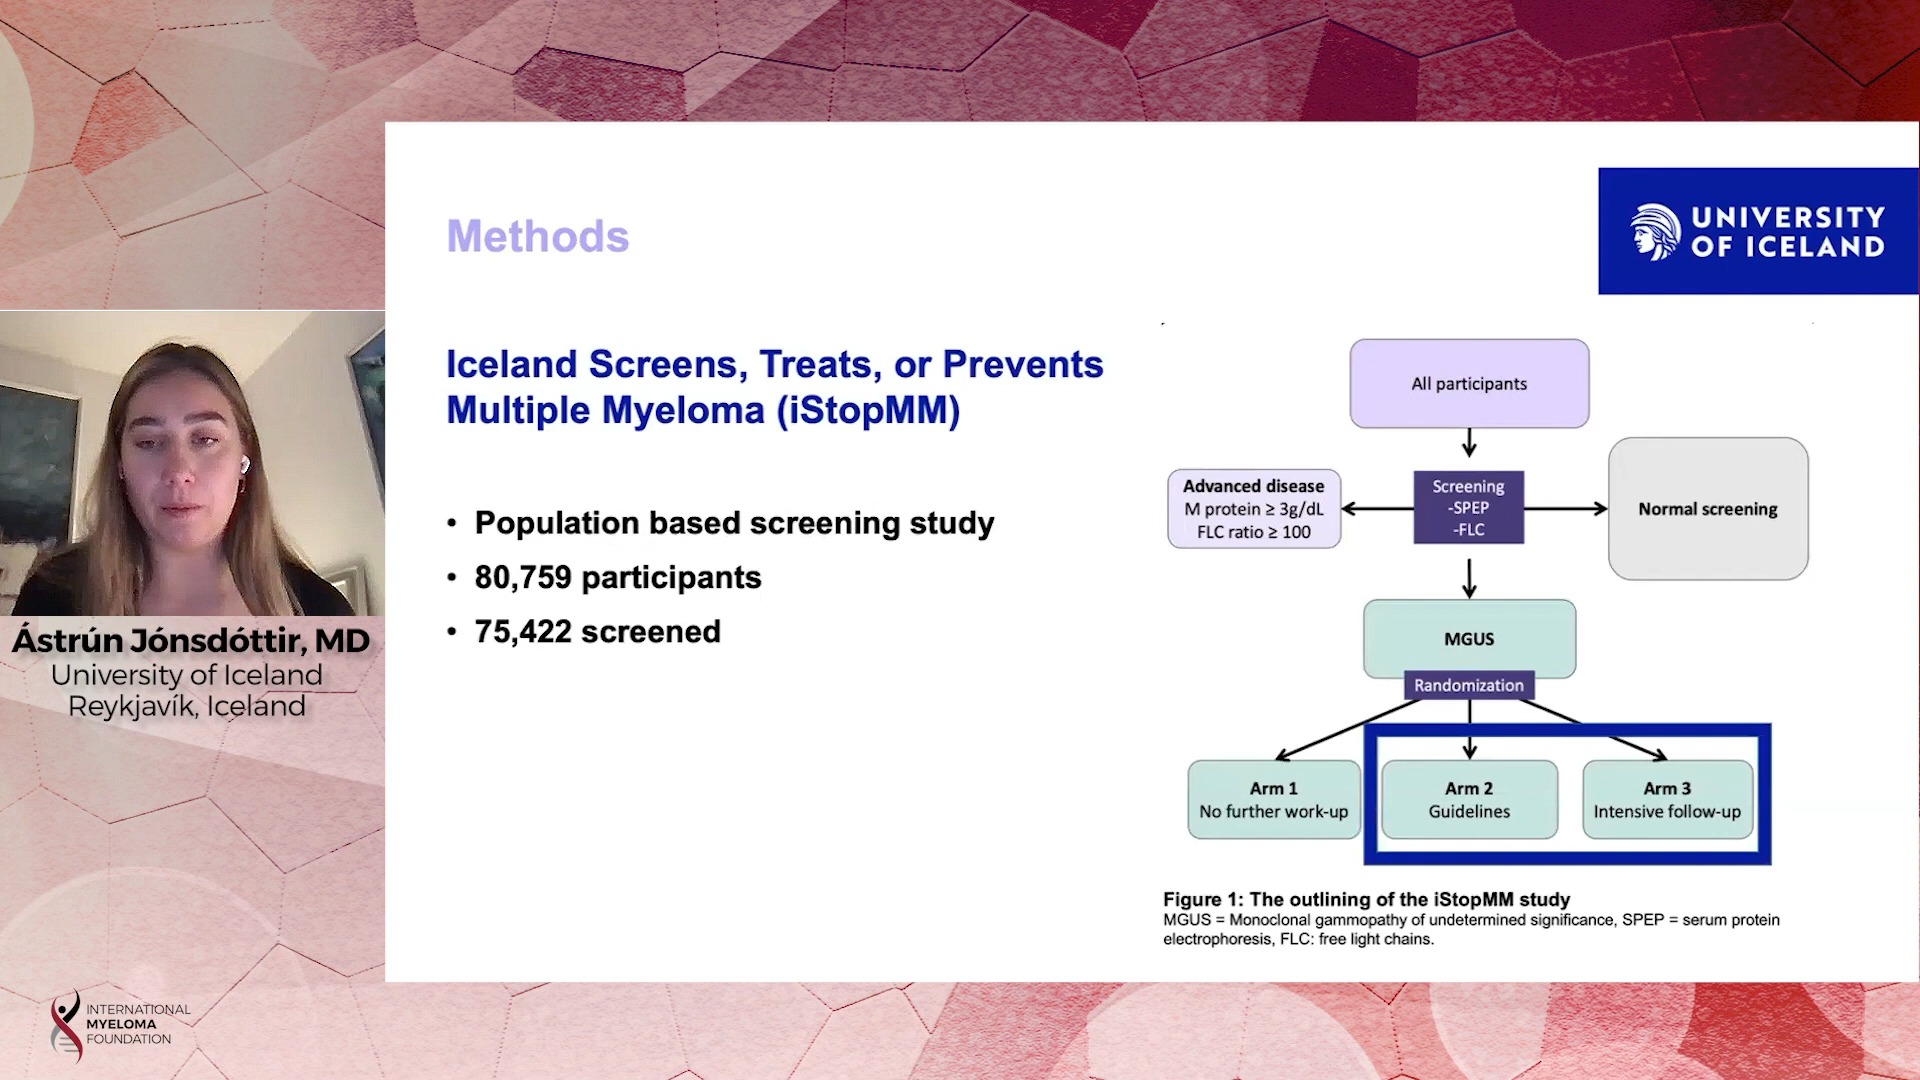 UNIVERSITY
OF ICELAND
Methods
Iceland Screens, Treats, or Prevents
Multiple Myeloma (iStopMM)
• Population based screening study
• 80,759 participants
• 75,422 screened
All participants
Advanced disease
M protein ≥ 3g/dL
FLC ratio ≥ 100
Screening
-SPEP
-FLC
Normal screening
MGUS
Randomization
Arm 1
No further work-up
Arm 2
Guidelines
Arm 3
Intensive follow-up
Figure 1: The outlining of the iStopMM study
MGUS = Monoclonal gammopathy of undetermined significance, SPEP = serum protein
electrophoresis, FLC: free light chains.
Ástrún Jónsdóttir, MD
University of Iceland
Reykjavík, Iceland
INTERNATIONAL
MYELOMA
FOUNDATION